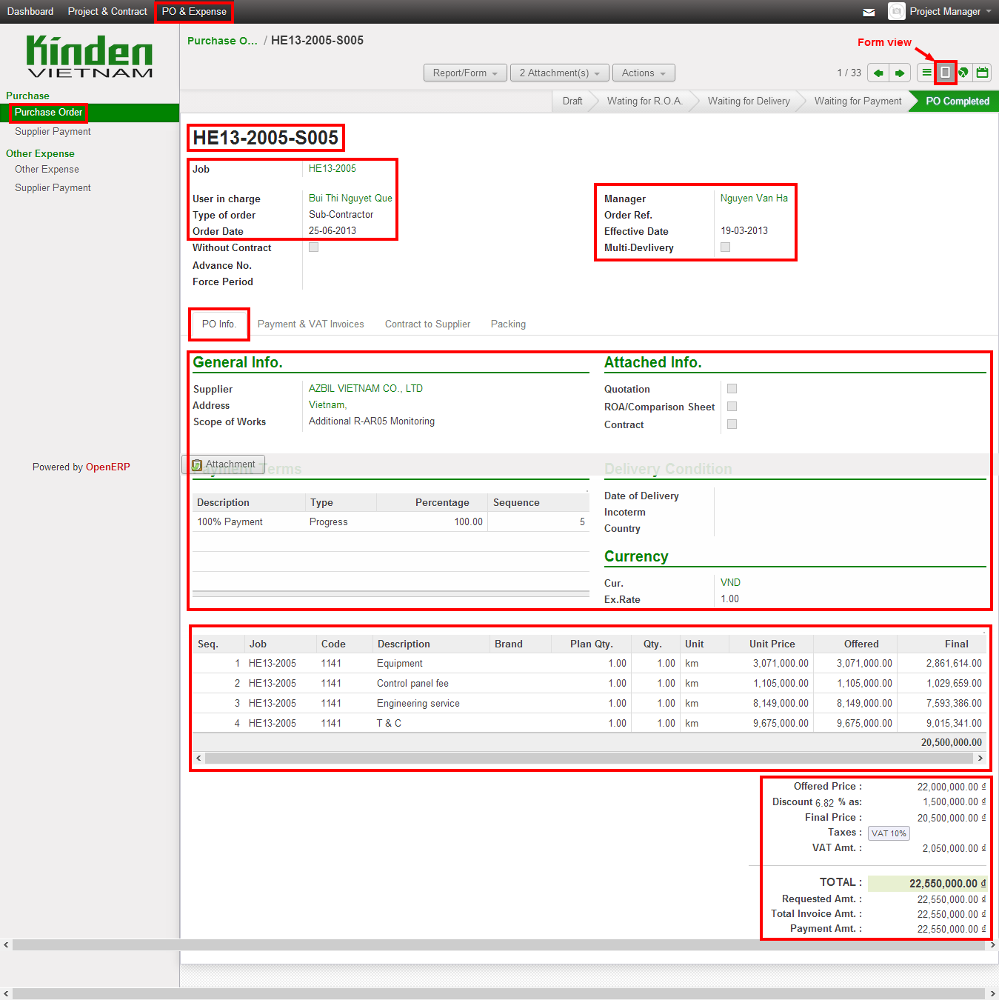 Dashboard Project & Contract PO & Expense Project Manager
Kinden
VIETNAM
Purchase O... / HE13-2005-S005
Form view
Report/Form 2 Attachment(s) Actions 1 / 33
Purchase
Purchase Order
Supplier Payment
Other Expense
Other Expense
Supplier Payment
Powered by OpenERP
Draft Wating for R.O.A. Waiting for Delivery Waiting for Payment PO Completed
HE13-2005-S005
Job HE13-2005
User in charge Bui Thi Nguyet Que Manager Nguyen Van Ha
Type of order Sub-Contractor Order Ref.
Order Date 25-06-2013 Effective Date 19-03-2013
Without Contract Multi-Devlivery
Advance No.
Force Period
PO Info. Payment & VAT Invoices Contract to Supplier Packing
General Info. Attached Info.
Supplier AZBIL VIETNAM CO., LTD Quotation
Address Vietnam, ROA/Comparison Sheet
Scope of Works Additional R-AR05 Monitoring Contract
Attachment
Payment Terms Delivery Condition
Description Type Percentage Sequence Date of Delivery
100% Payment Progress 100.00 5 Incoterm
Country
Currency
Cur. VND
Ex.Rate 1.00
Seq. Job Code Description Brand Plan Qty. Qty. Unit Unit Price Offered Final
1 HE13-2005 1141 Equipment 1.00 1.00 km 3,071,000.00 3,071,000.00 2,861,614.00
2 HE13-2005 1141 Control panel fee 1.00 1.00 km 1,105,000.00 1,105,000.00 1,029,659.00
3 HE13-2005 1141 Engineering service 1.00 1.00 km 8,149,000.00 8,149,000.00 7,593,386.00
4 HE13-2005 1141 T & C 1.00 1.00 km 9,675,000.00 9,675,000.00 9,015,341.00
20,500,000.00
Offered Price : 22,000,000.00 ₫
Discount 6.82 % as: 1,500,000.00 ₫
Final Price : 20,500,000.00 ₫
Taxes : VAT 10%
VAT Amt. : 2,050,000.00 ₫
TOTAL : 22,550,000.00 ₫
Requested Amt. : 22,550,000.00 ₫
Total Invoice Amt. : 22,550,000.00 ₫
Payment Amt. : 22,550,000.00 ₫